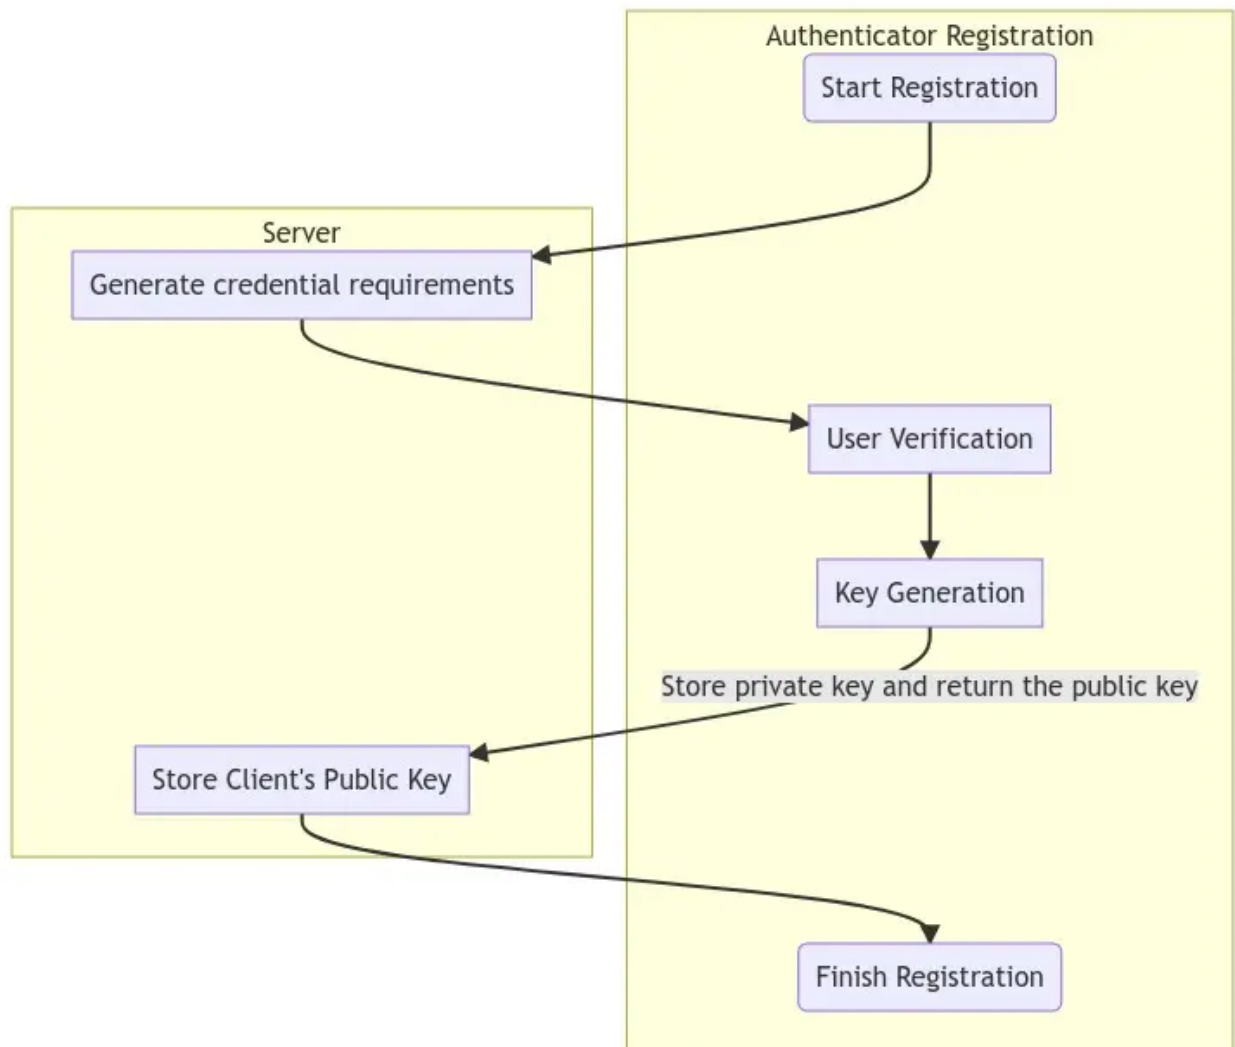 Authenticator Registration
Start Registration
Server
Generate credential requirements
User Verification
Key Generation
Store private key and return the public key
Store Client's Public Key
Finish Registration